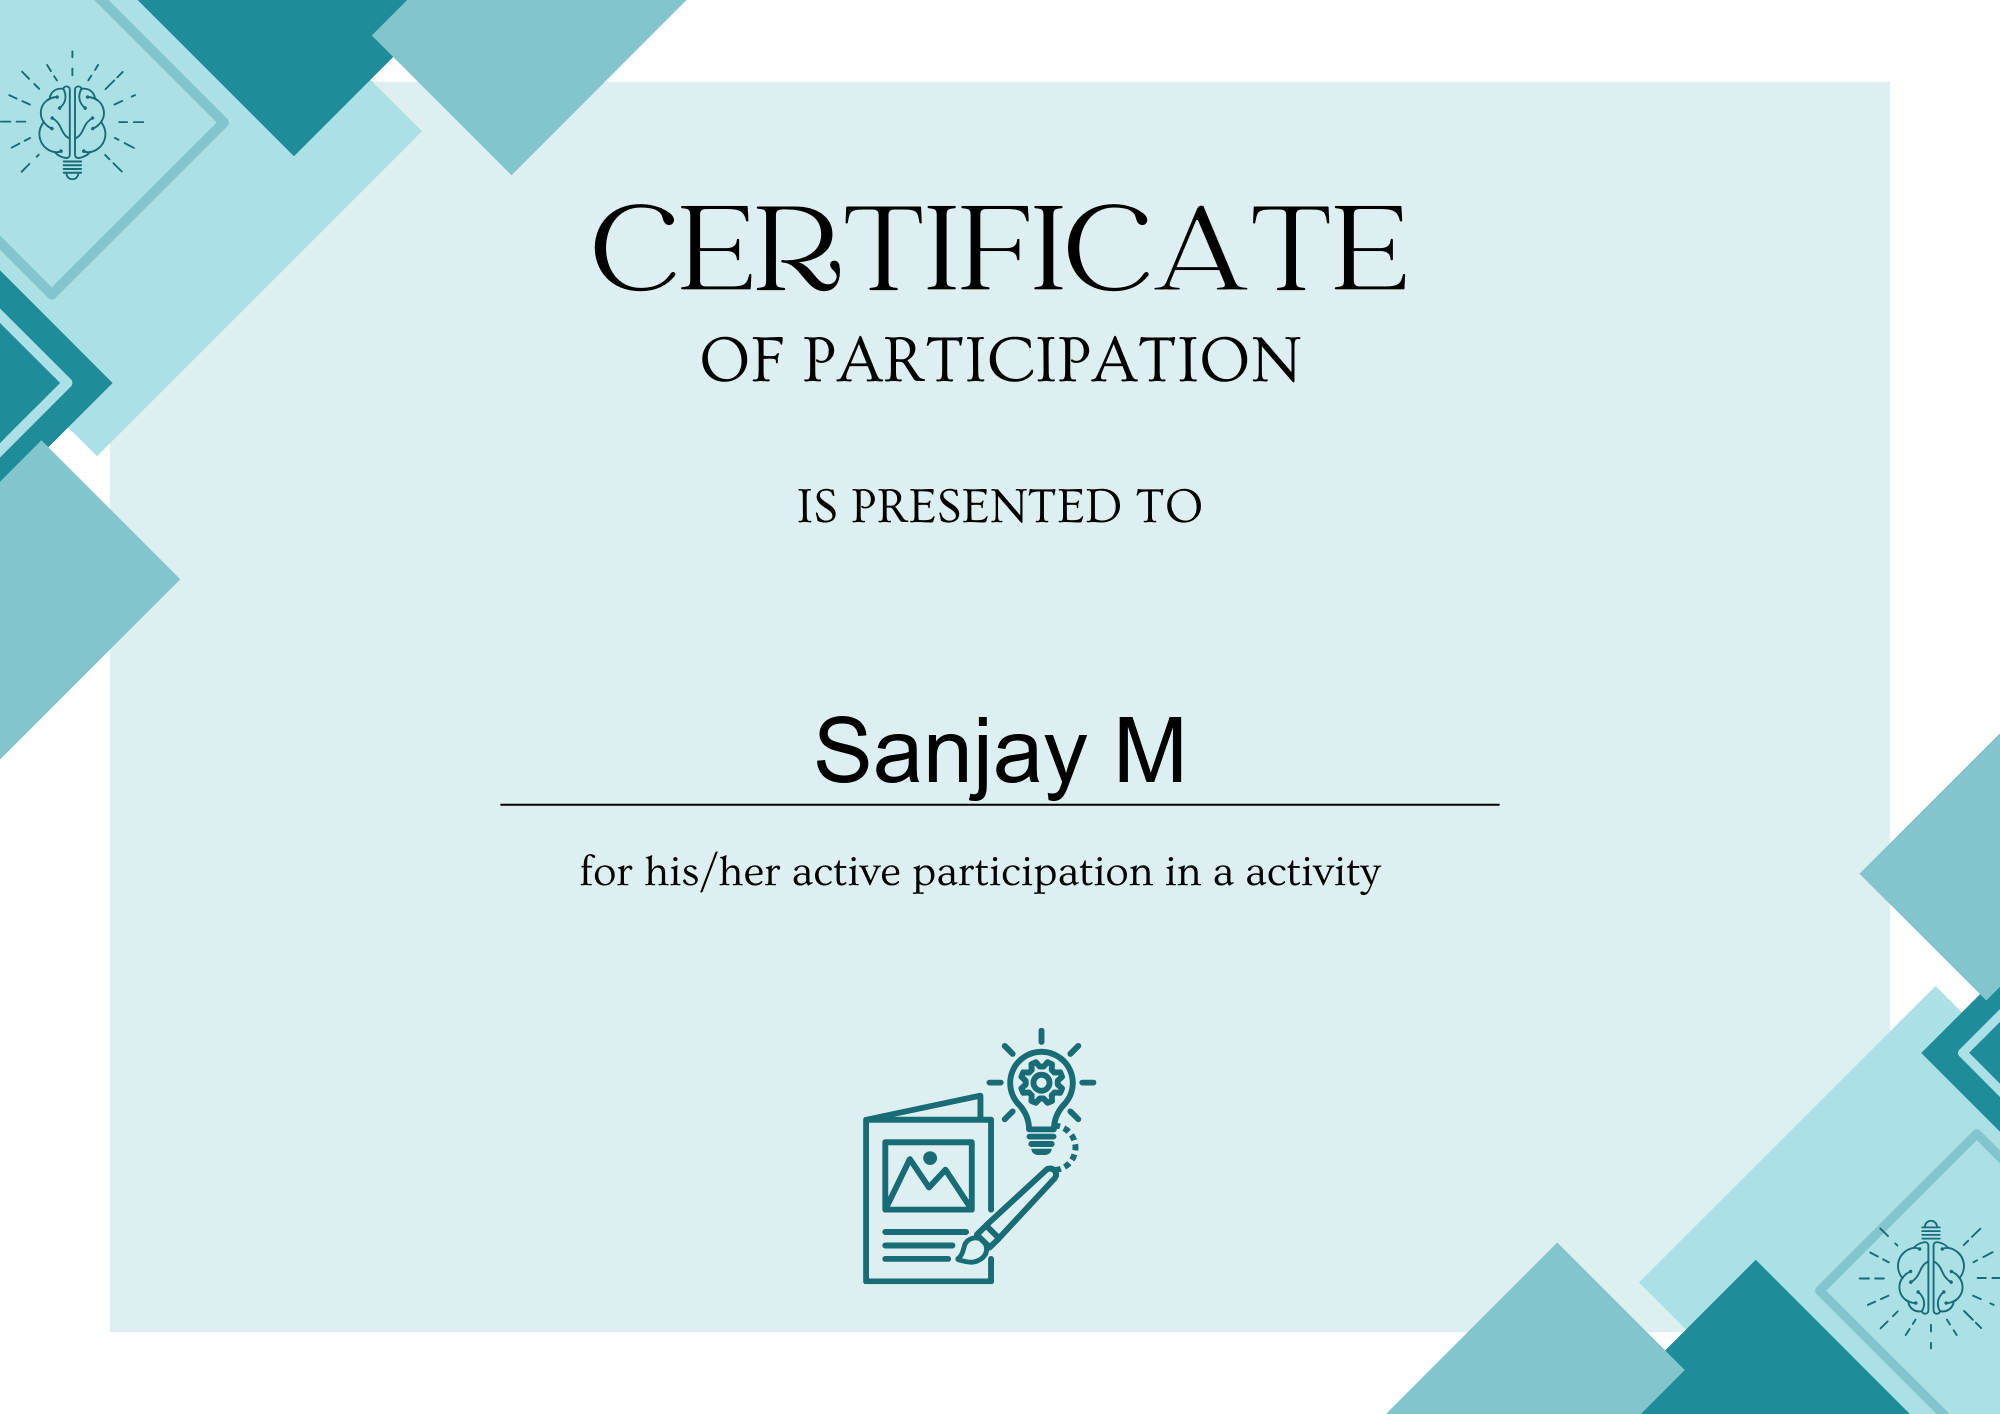 CERTIFICATE
OF PARTICIPATION
IS PRESENTED TO
Sanjay M
for his/her active participation in a activity